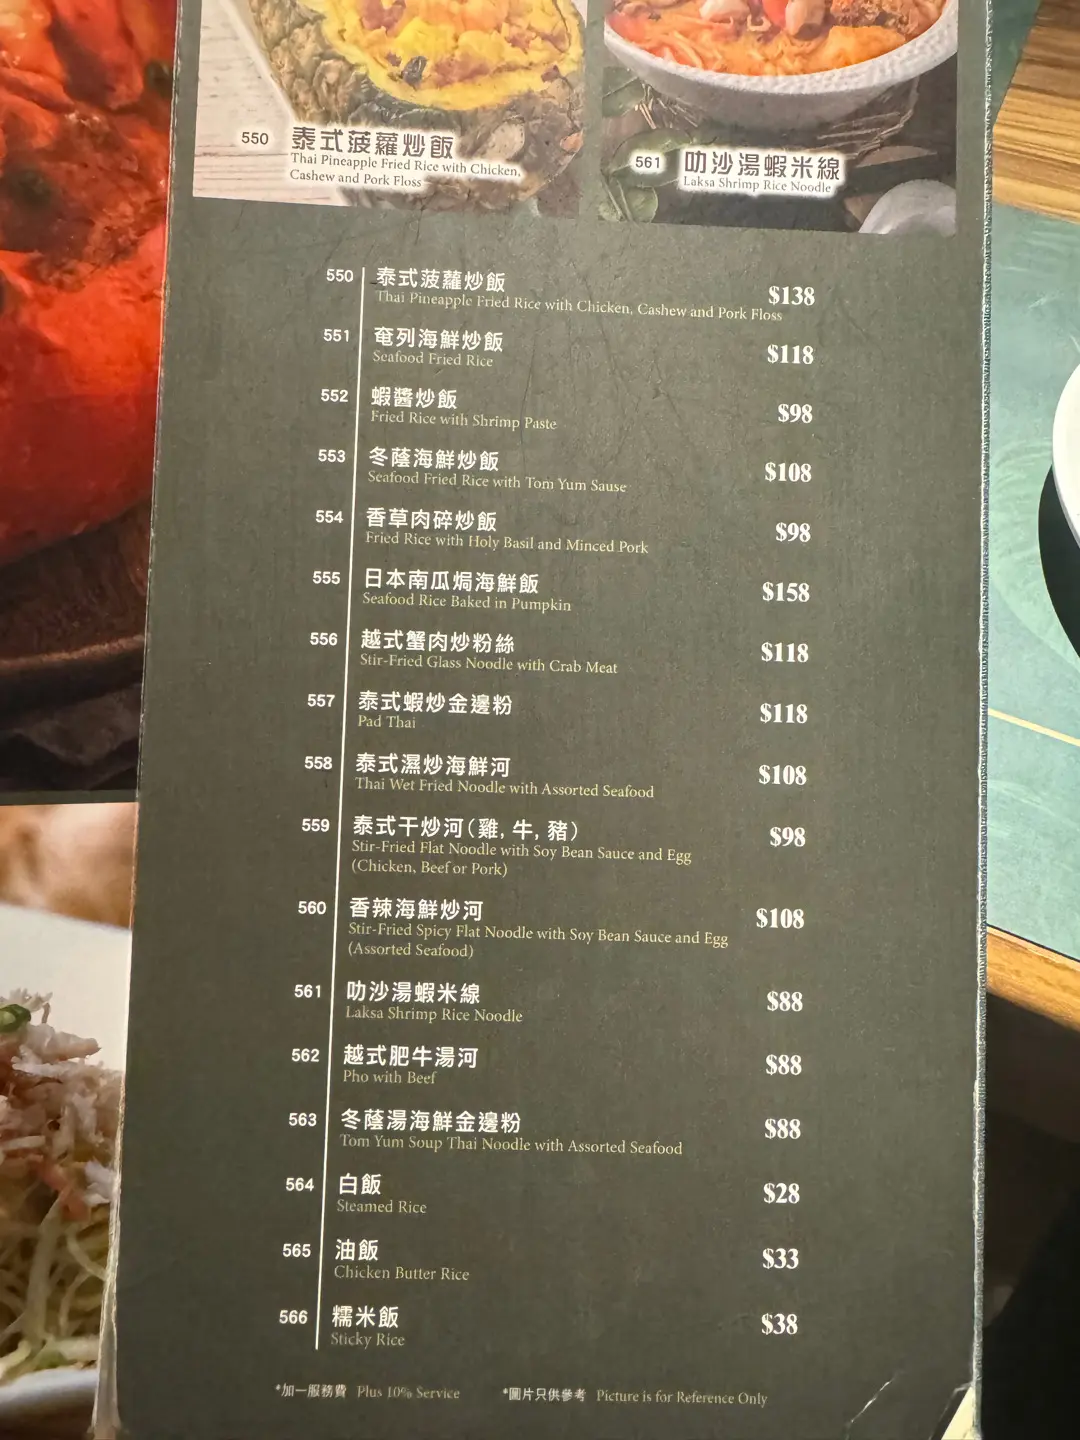 550 泰式菠蘿炒飯
Thai Pineapple Fried Rice with Chicken,
Cashew and Pork Floss
561 叻沙湯蝦米線
Laksa Shrimp Rice Noodle
550 泰式菠蘿炒飯 $138
Thai Pineapple Fried Rice with Chicken, Cashew and Pork Floss
551 奄列海鮮炒飯 $118
Seafood Fried Rice
552 蝦醬炒飯 $98
Fried Rice with Shrimp Paste
553 冬蔭海鮮炒飯 $108
Seafood Fried Rice with Tom Yum Sause
554 香草肉碎炒飯 $98
Fried Rice with Holy Basil and Minced Pork
555 日本南瓜焗海鮮飯 $158
Seafood Rice Baked in Pumpkin
556 越式蟹肉炒粉絲 $118
Stir-Fried Glass Noodle with Crab Meat
557 泰式蝦炒金邊粉 $118
Pad Thai
558 泰式濕炒海鮮河 $108
Thai Wet Fried Noodle with Assorted Seafood
559 泰式干炒河（雞, 牛, 豬） $98
Stir-Fried Flat Noodle with Soy Bean Sauce and Egg
(Chicken, Beef or Pork)
560 香辣海鮮炒河 $108
Stir-Fried Spicy Flat Noodle with Soy Bean Sauce and Egg
(Assorted Seafood)
561 叻沙湯蝦米線 $88
Laksa Shrimp Rice Noodle
562 越式肥牛湯河 $88
Pho with Beef
563 冬蔭湯海鮮金邊粉 $88
Tom Yum Soup Thai Noodle with Assorted Seafood
564 白飯 $28
Steamed Rice
565 油飯 $33
Chicken Butter Rice
566 糯米飯 $38
Sticky Rice
*加一服務費 Plus 10% Service *圖片只供參考 Picture is for Reference Only